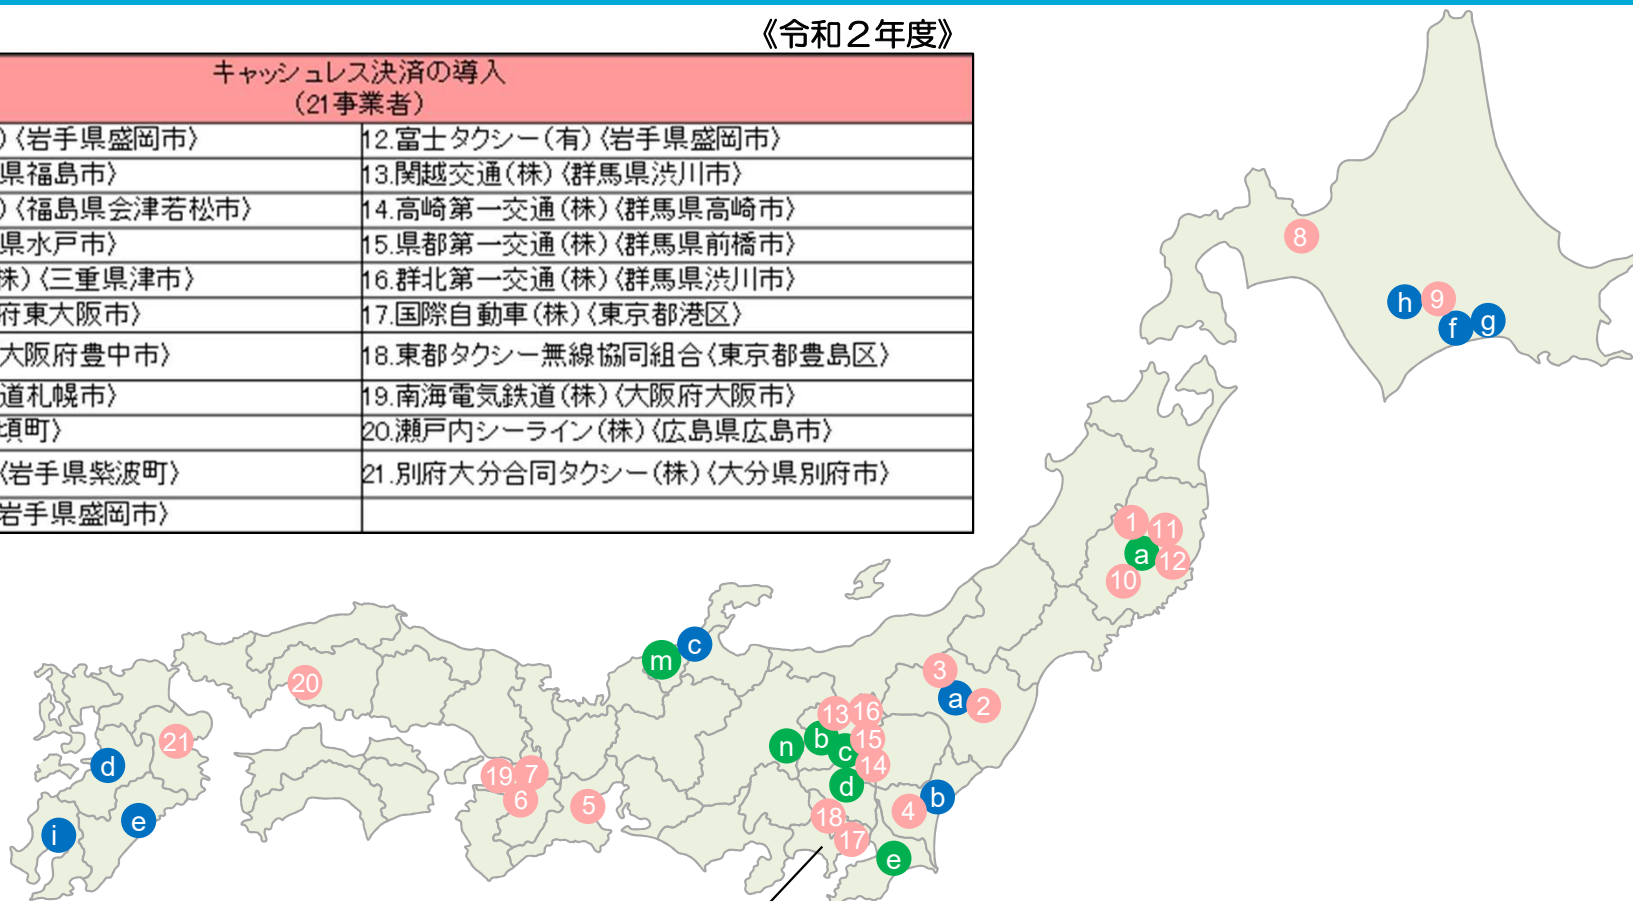 《令和２年度》
キャッシュレス決済の導入
（21事業者）
）〈岩手県盛岡市〉
12.富士タクシー（有）〈岩手県盛岡市〉
県福島市〉
13.関越交通（株）〈群馬県渋川市〉
）〈福島県会津若松市〉
14.高崎第一交通（株）〈群馬県高崎市〉
県水戸市〉
15.県都第一交通（株）〈群馬県前橋市〉
株）〈三重県津市〉
16.群北第一交通（株）〈群馬県渋川市〉
府東大阪市〉
17.国際自動車（株）〈東京都港区〉
大阪府豊中市〉
18.東都タクシー無線協同組合〈東京都豊島区〉
道札幌市〉
19.南海電気鉄道（株）〈大阪府大阪市〉
頃町〉
20.瀬戸内シーライン（株）〈広島県広島市〉
〈岩手県紫波町〉
21.別府大分合同タクシー（株）〈大分県別府市〉
岩手県盛岡市〉
8
h
9
f
g
1
11
a
12
10
m
c
3
a
2
20
13
16
n
b
c
15
14
d
21
d
19
7
6
5
18
17
4
b
e
i
e